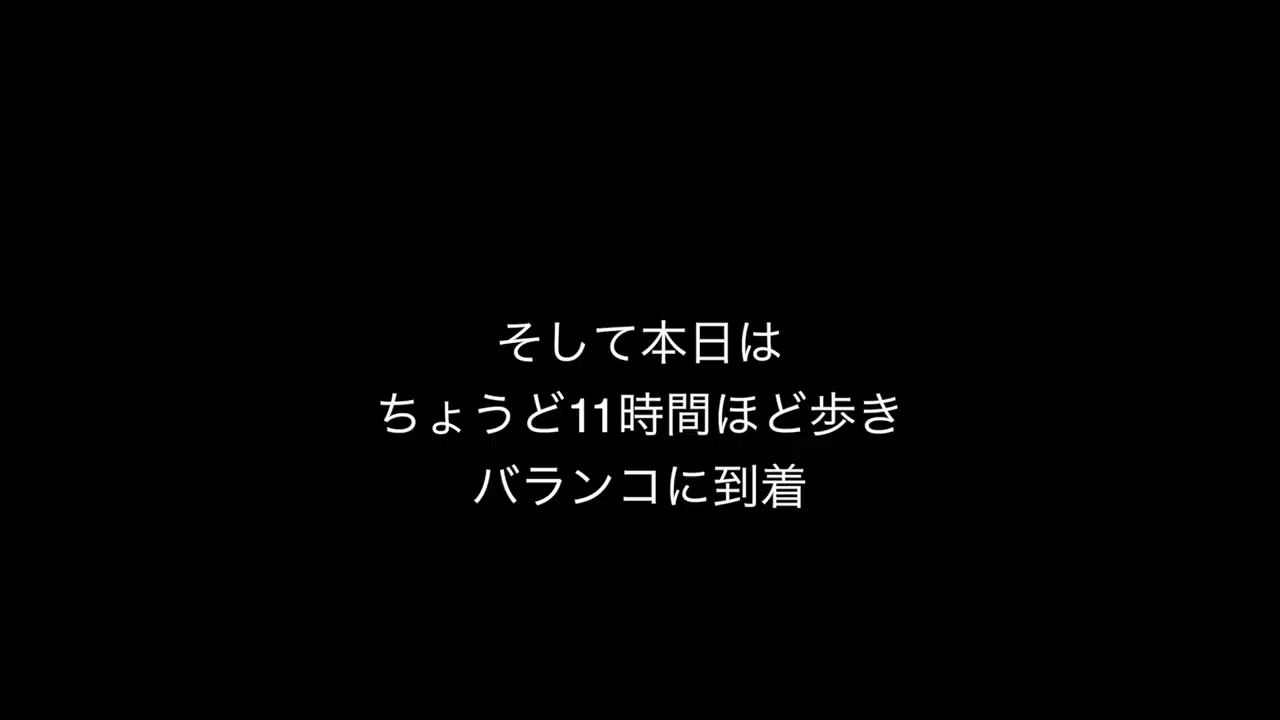 そして本日は
ちょうど11時間ほど歩き
バランコに到着